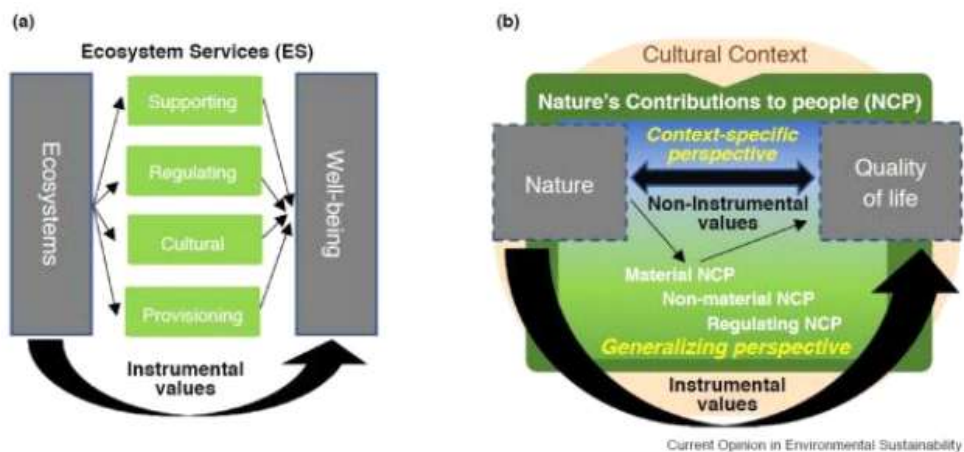 (a)
Ecosystem Services (ES)
Ecosystems
Supporting
Regulating
Cultural
Provisioning
Well-being
Instrumental
values
(b)
Cultural Context
Nature's Contributions to people (NCP)
Context-specific
perspective
Nature
Quality
of life
Non-Instrumental
values
Material NCP
Non-material NCP
Regulating NCP
Generalizing perspective
Instrumental
values
Current Opinion in Environmental Sustainability